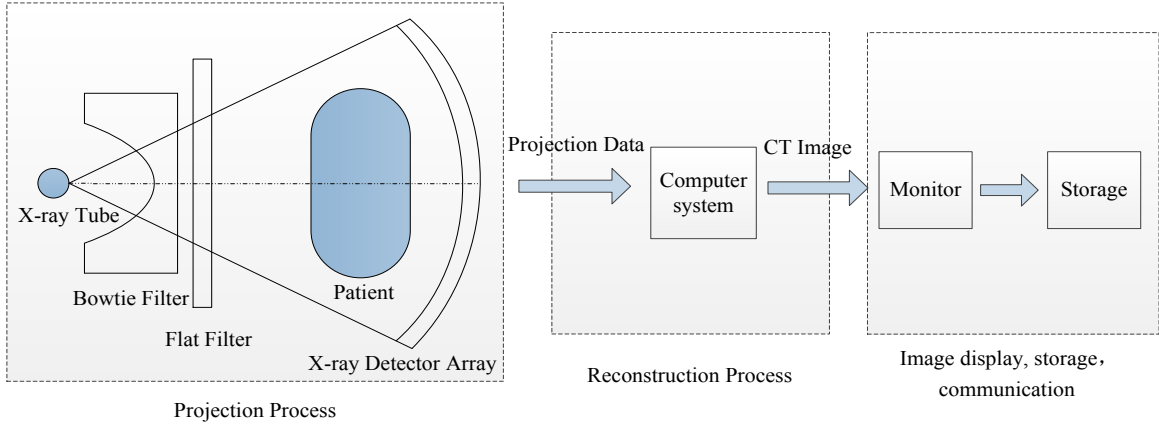 X-ray Tube
Bowtie Filter
Flat Filter
Patient
X-ray Detector Array
Projection Process
Projection Data
Computer
system
CT Image
Reconstruction Process
Monitor
Storage
Image display, storage，
communication